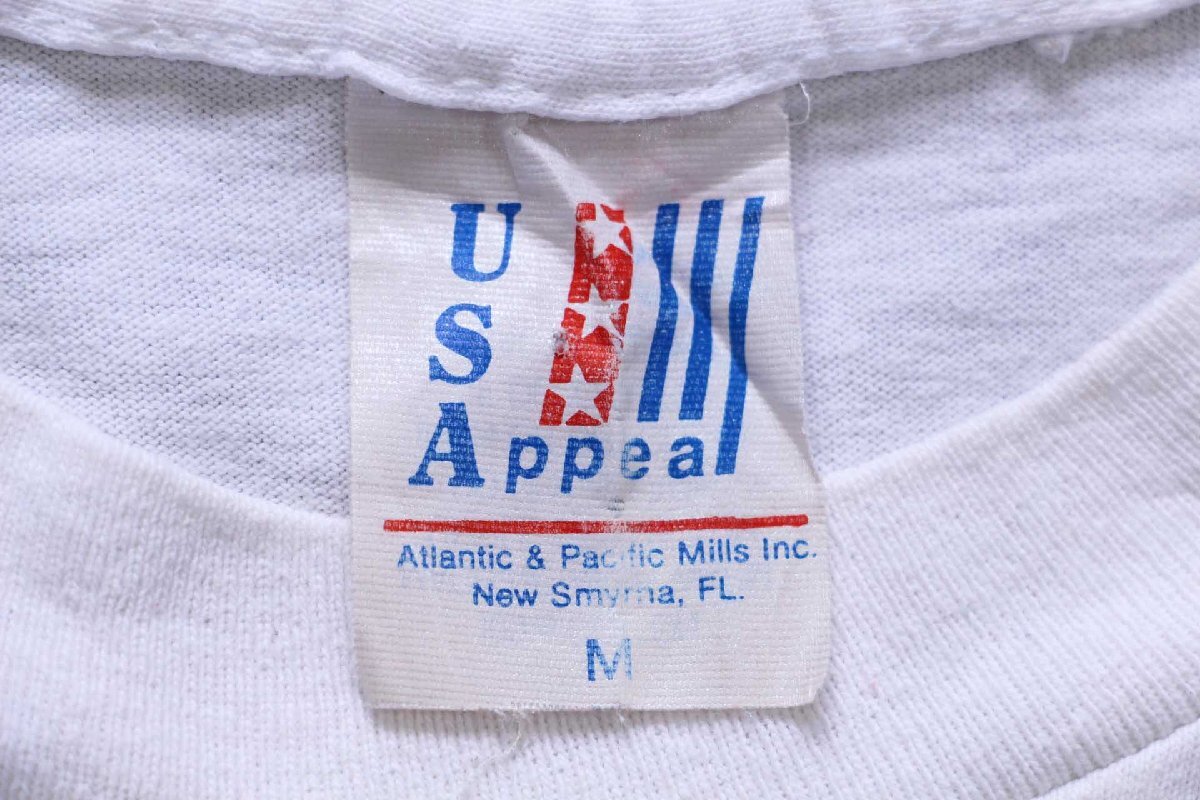 U
S
Appeal
Atlantic & Pacific Mills Inc.
New Smyrna, FL.
M